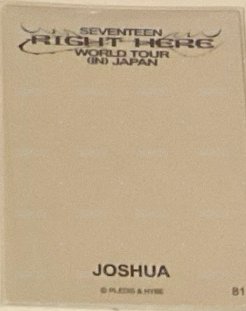 SEVENTEEN
RIGHT HERE
WORLD TOUR
(IN) JAPAN
JOSHUA
© PLEDIS & HYBE
81